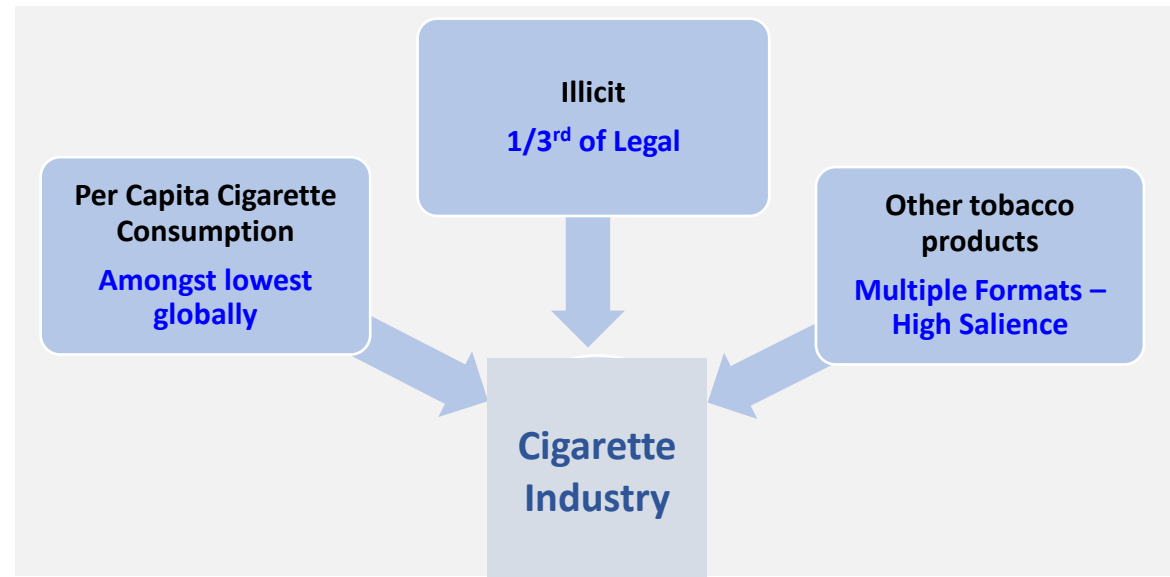 Illicit
1/3rd of Legal
Per Capita Cigarette
Consumption
Amongst lowest
globally
Other tobacco
products
Multiple Formats –
High Salience
Cigarette
Industry